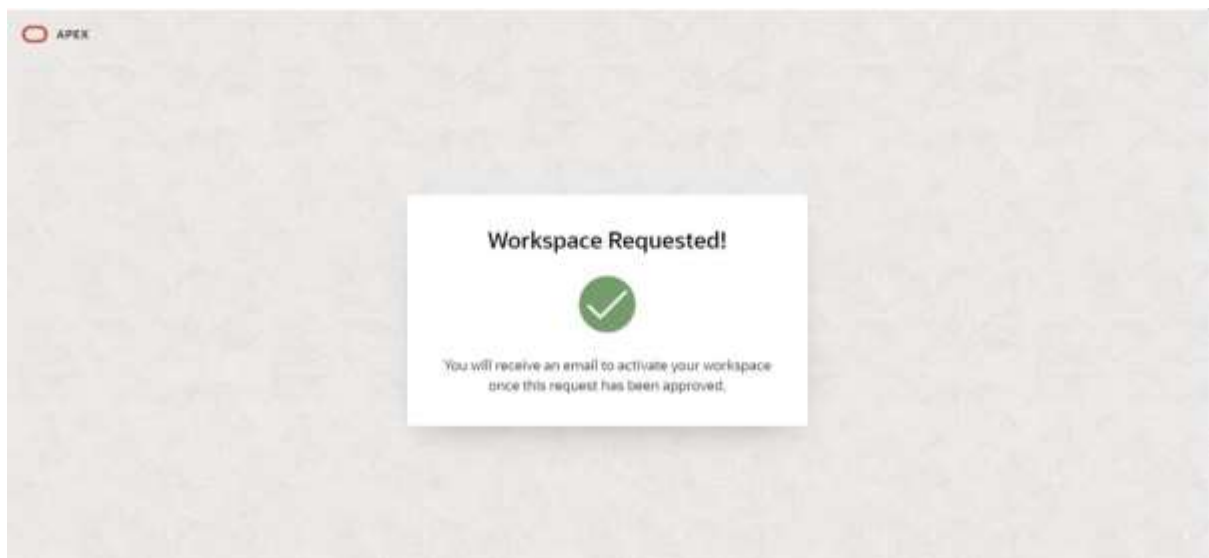 APEX
Workspace Requested!
You will receive an email to activate your workspace
once this request has been approved.